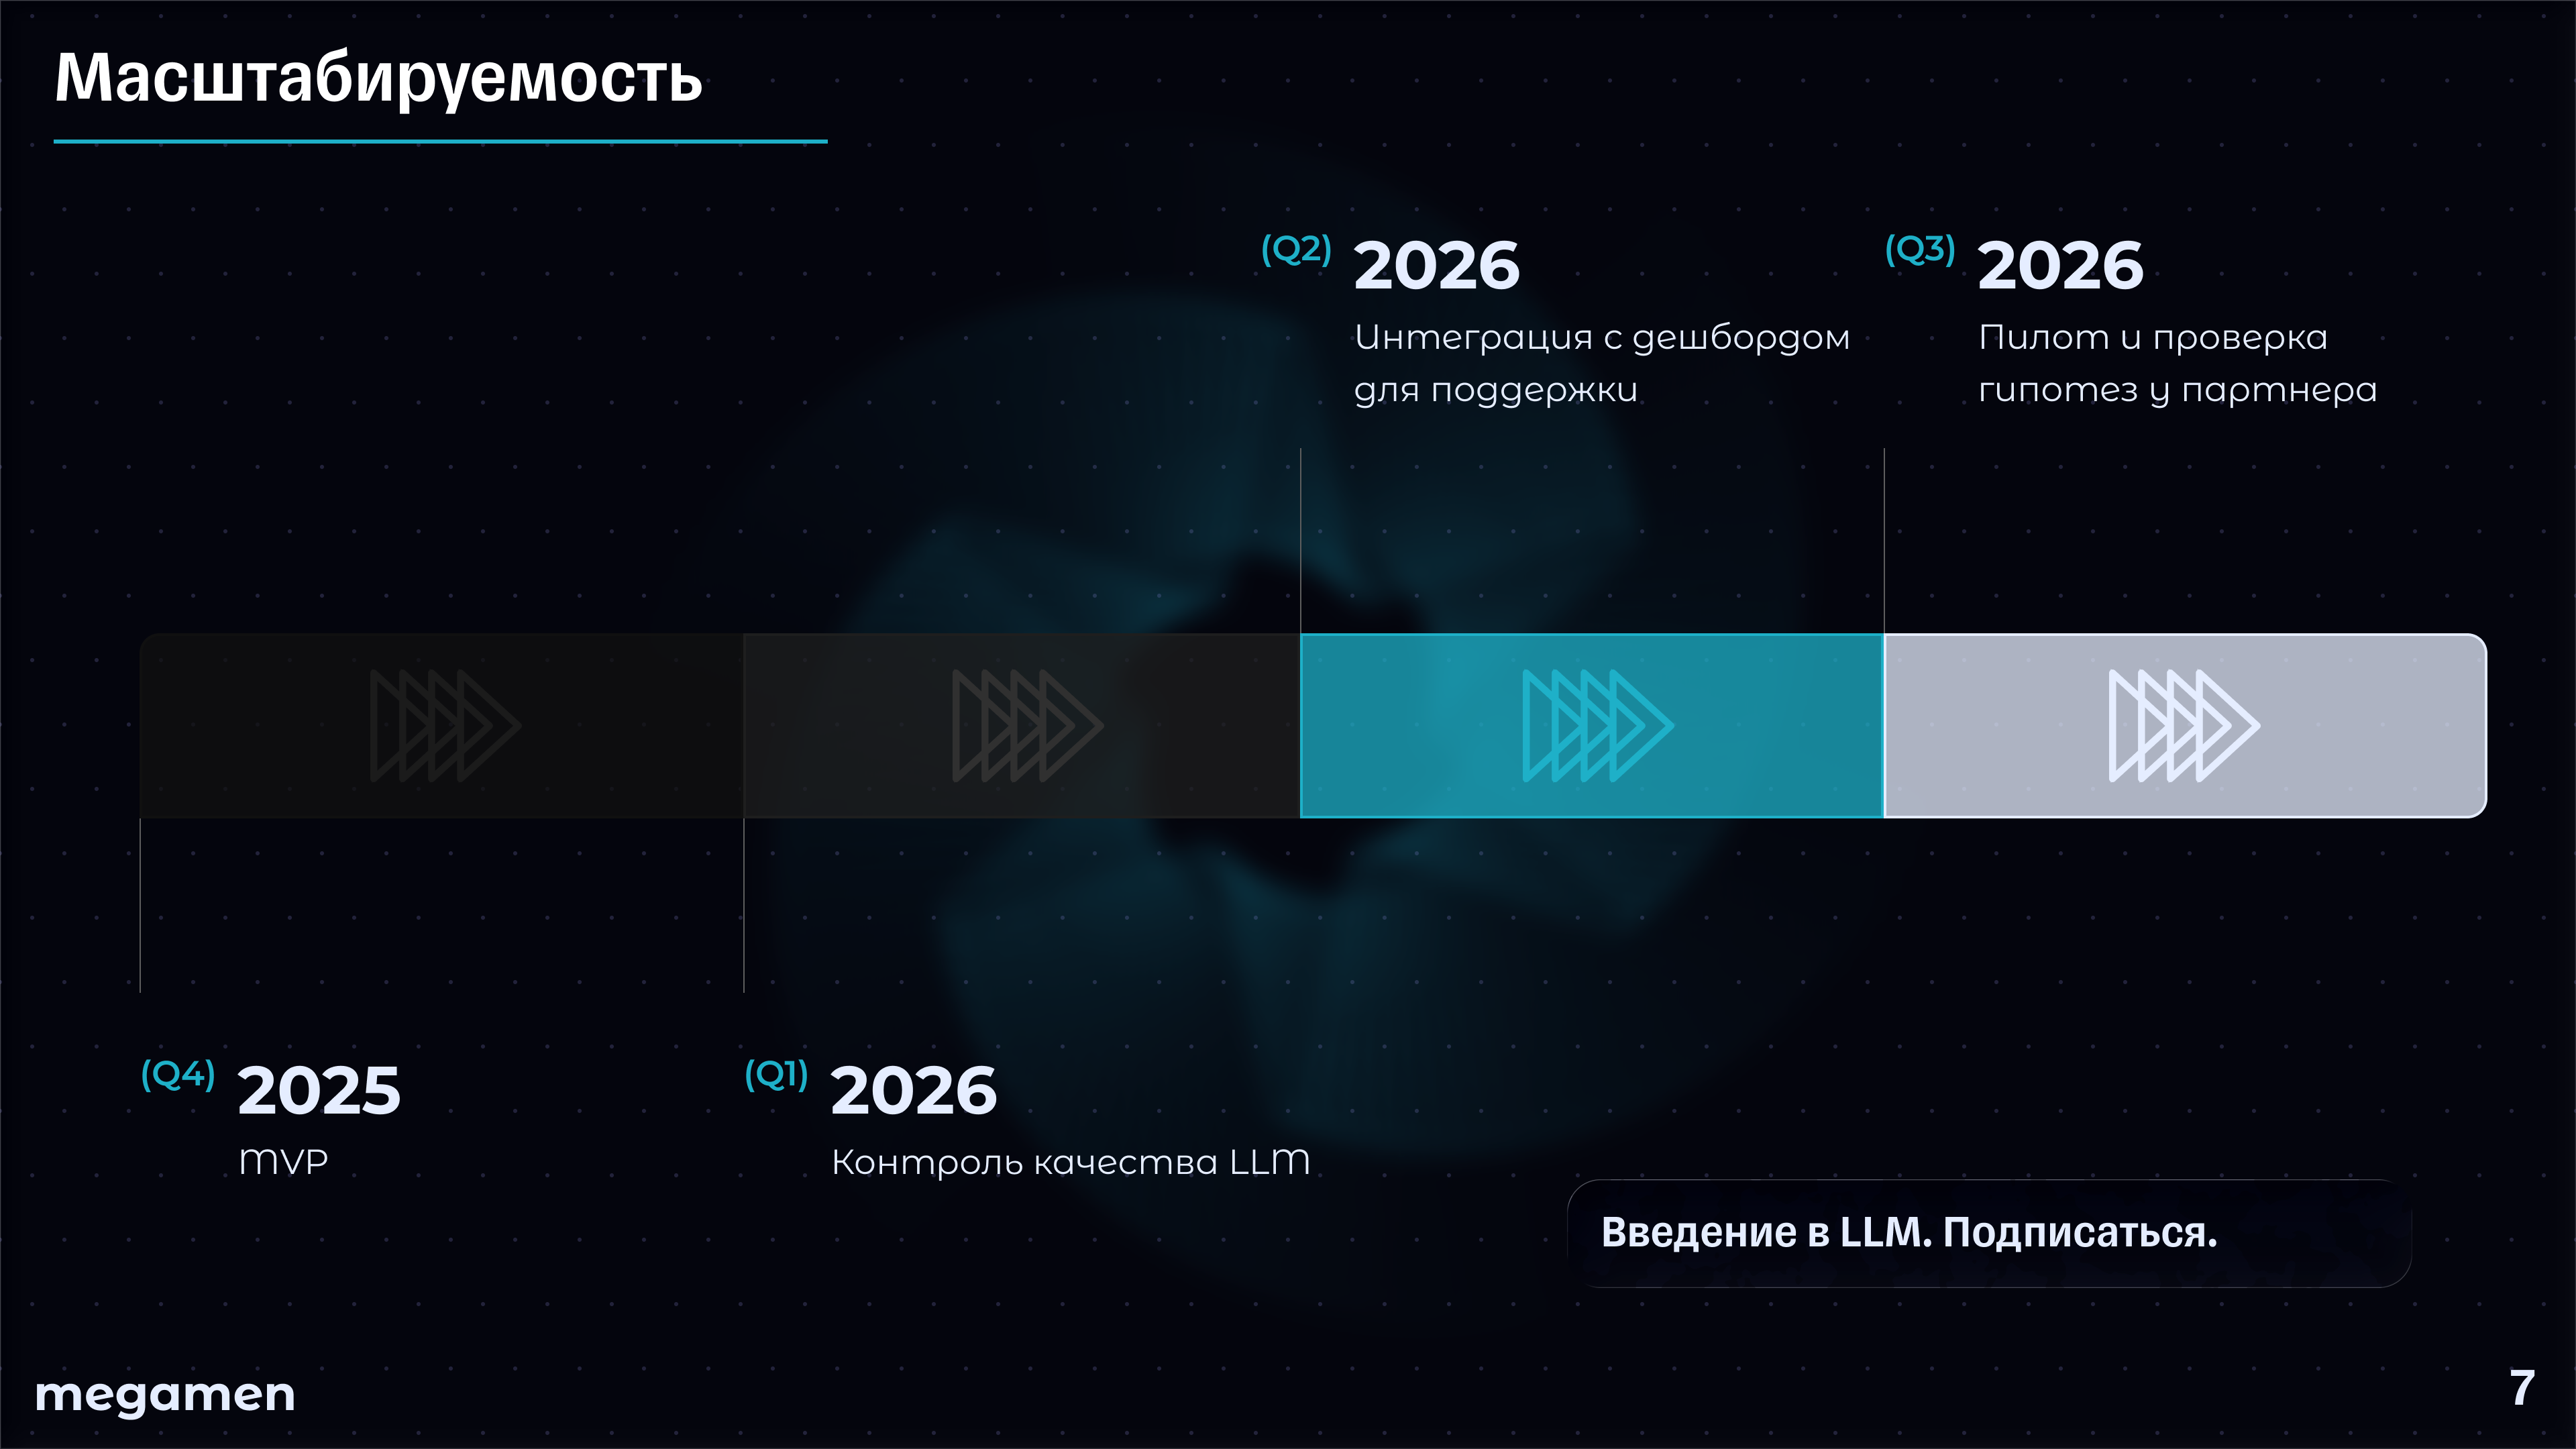 Масштабируемость
(Q2) 2026
Интеграция с дешбордом
для поддержки
(Q3) 2026
Пилот и проверка
гипотез у партнера
(Q4) 2025
MVP
(Q1) 2026
Контроль качества LLM
Введение в LLM. Подписаться.
megamen
7